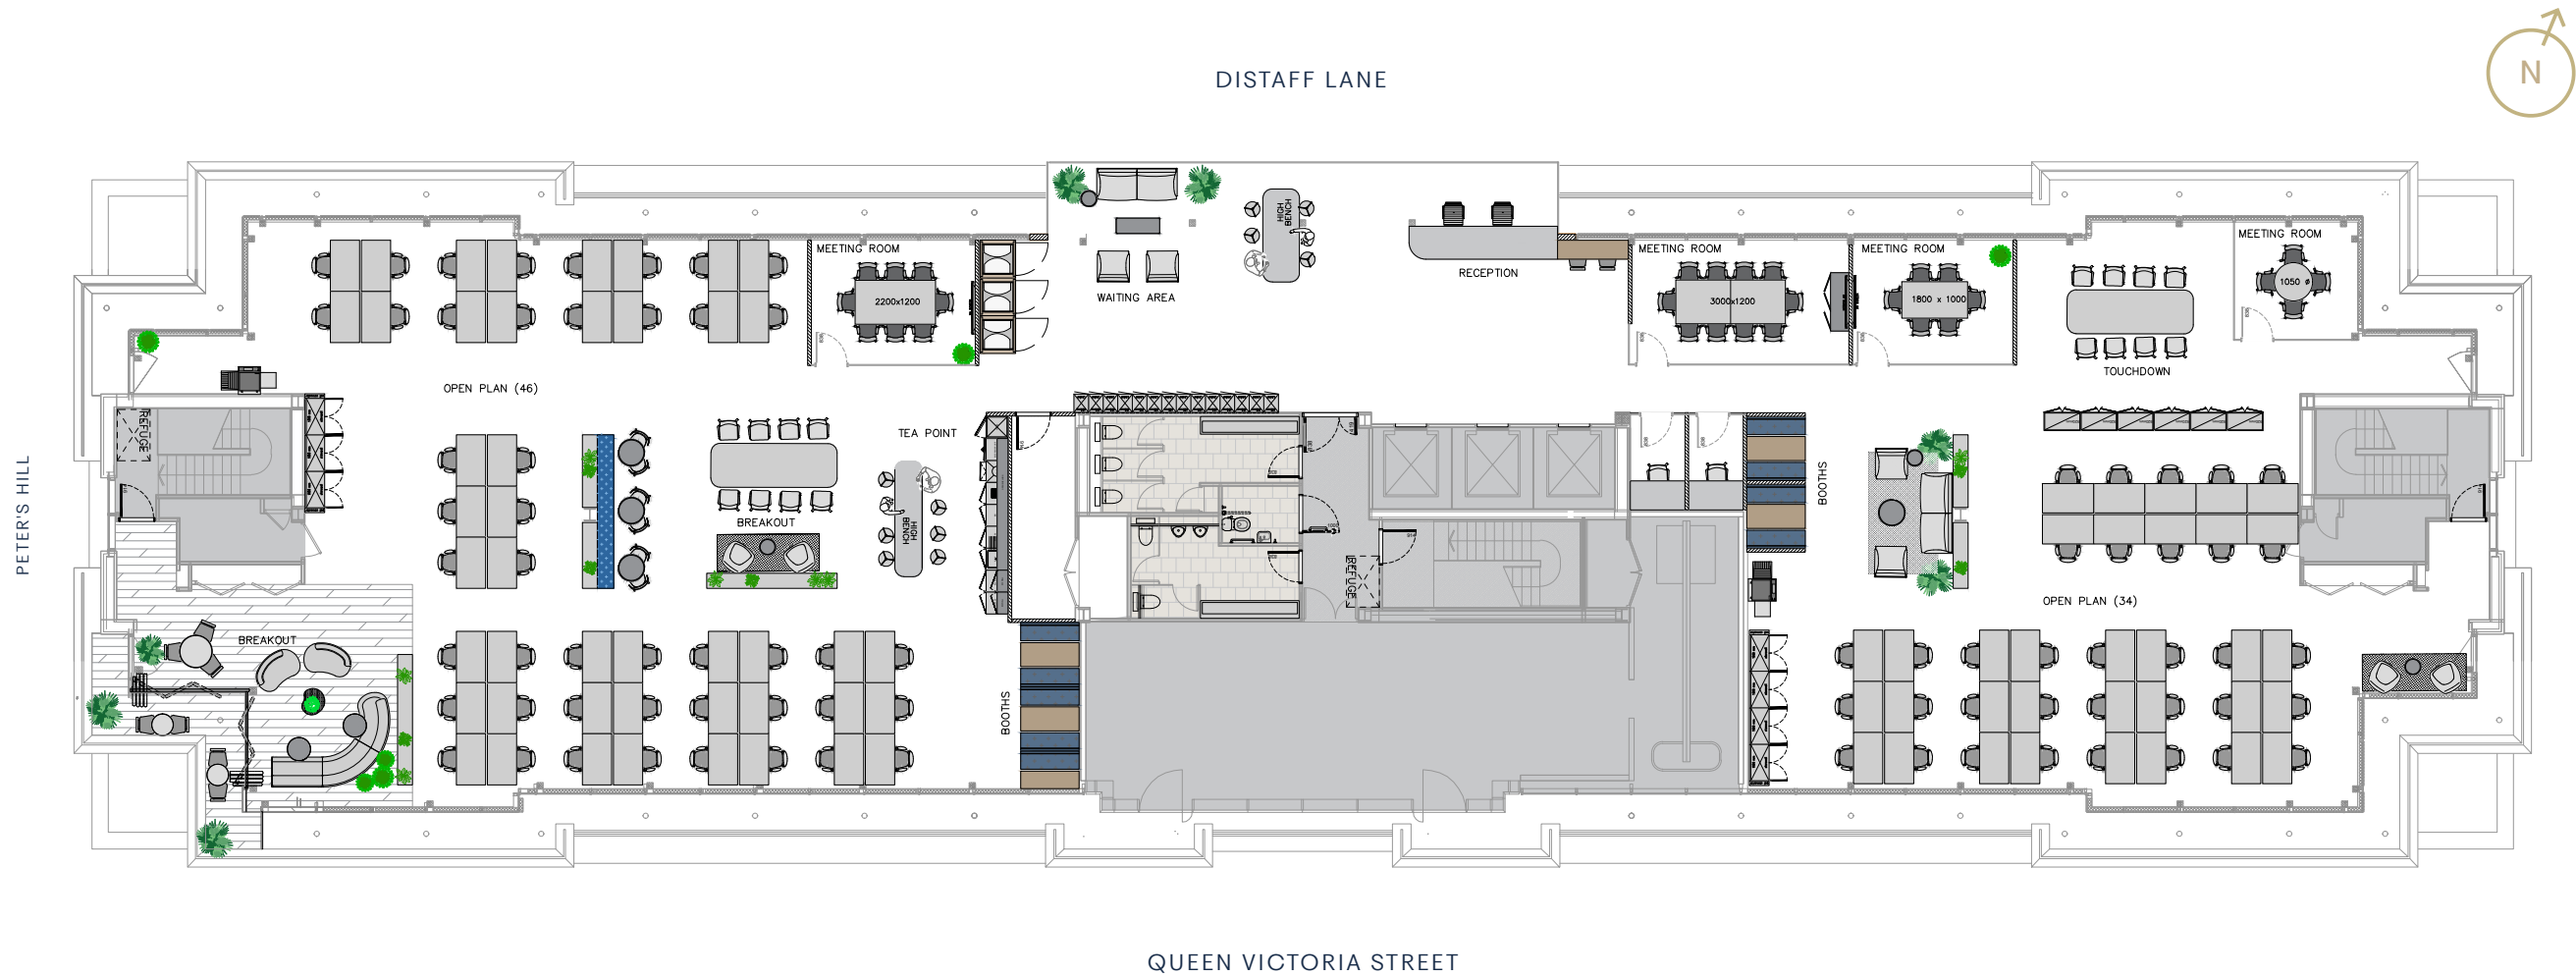 N
DISTAFF LANE
PETER'S HILL
MEETING ROOM
2200x1200
HIGH
BENCH
WAITING AREA
RECEPTION
MEETING ROOM
3000x1200
MEETING ROOM
1800 x 1000
MEETING ROOM
1050 ø
TOUCHDOWN
OPEN PLAN (46)
REFUGE
TEA POINT
BREAKOUT
HIGH
BENCH
BOOTHS
REFUGE
OPEN PLAN (34)
BREAKOUT
BOOTHS
QUEEN VICTORIA STREET